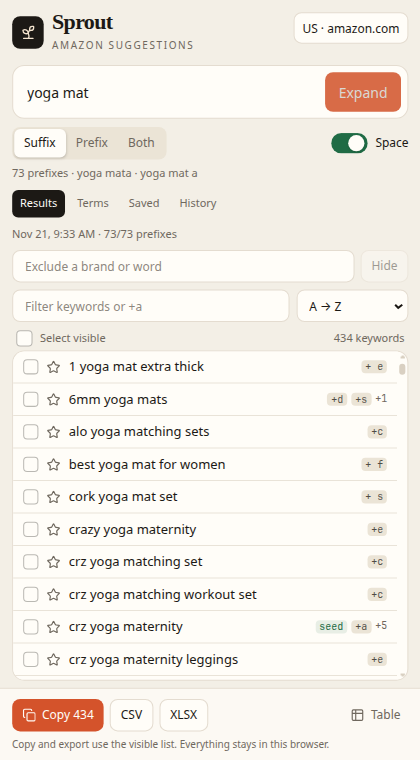 Sprout
AMAZON SUGGESTIONS
US · amazon.com
yoga mat
Expand
Suffix Prefix Both
Space
73 prefixes · yoga mata · yoga mat a
Results Terms Saved History
Nov 21, 9:33 AM · 73/73 prefixes
Exclude a brand or word
Hide
Filter keywords or +a
A → Z
Select visible
434 keywords
1 yoga mat extra thick + e
6mm yoga mats +d +s +1
alo yoga matching sets +c
best yoga mat for women + f
cork yoga mat set + s
crazy yoga maternity +e
crz yoga matching set +c
crz yoga matching workout set +c
crz yoga maternity seed +a +5
crz yoga maternity leggings +e
Copy 434
CSV
XLSX
Table
Copy and export use the visible list. Everything stays in this browser.